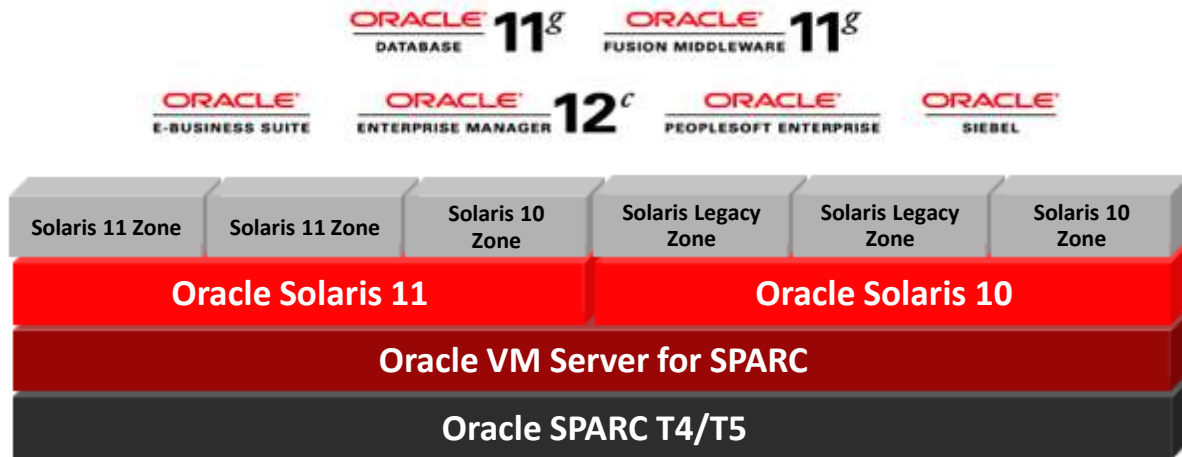 ORACLE DATABASE 11g
ORACLE FUSION MIDDLEWARE 11g
ORACLE E-BUSINESS SUITE
ORACLE ENTERPRISE MANAGER 12c
ORACLE PEOPLESOFT ENTERPRISE
ORACLE SIEBEL
Solaris 11 Zone
Solaris 11 Zone
Solaris 10
Zone
Solaris Legacy
Zone
Solaris Legacy
Zone
Solaris 10
Zone
Oracle Solaris 11
Oracle Solaris 10
Oracle VM Server for SPARC
Oracle SPARC T4/T5